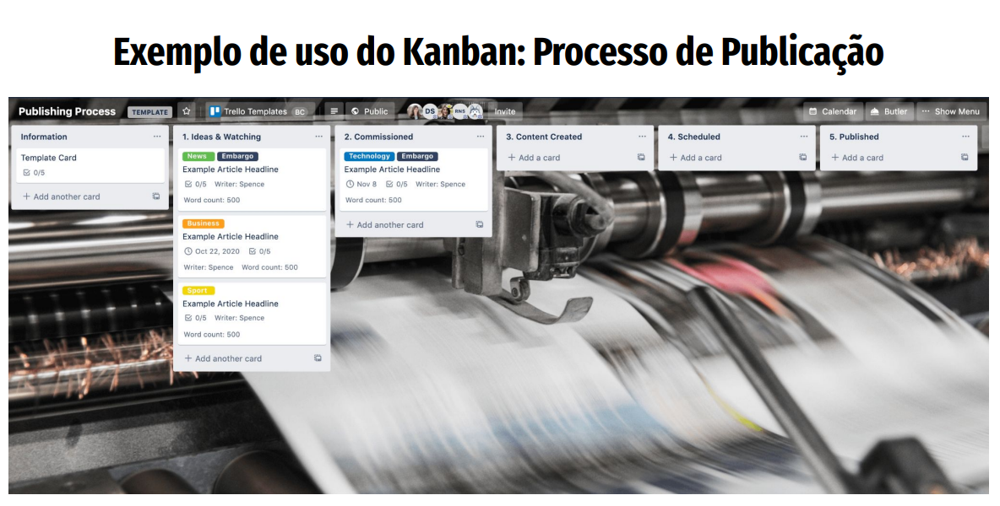 Exemplo de uso do Kanban: Processo de Publicação
Publishing Process TEMPLATE Trello Templates BC Public DS RNS Invite Calendar Butler ··· Show Menu
Information ···
Template Card
0/5
+ Add another card
1. Ideas & Watching ···
News Embargo
Example Article Headline
0/5 Writer: Spence
Word count: 500
Business
Example Article Headline
Oct 22, 2020 0/5
Writer: Spence Word count: 500
Sport
Example Article Headline
0/5 Writer: Spence
Word count: 500
+ Add another card
2. Commissioned ···
Technology Embargo
Example Article Headline
Nov 8 0/5 Writer: Spence
Word count: 500
+ Add another card
3. Content Created ···
+ Add a card
4. Scheduled ···
+ Add a card
5. Published ···
+ Add a card